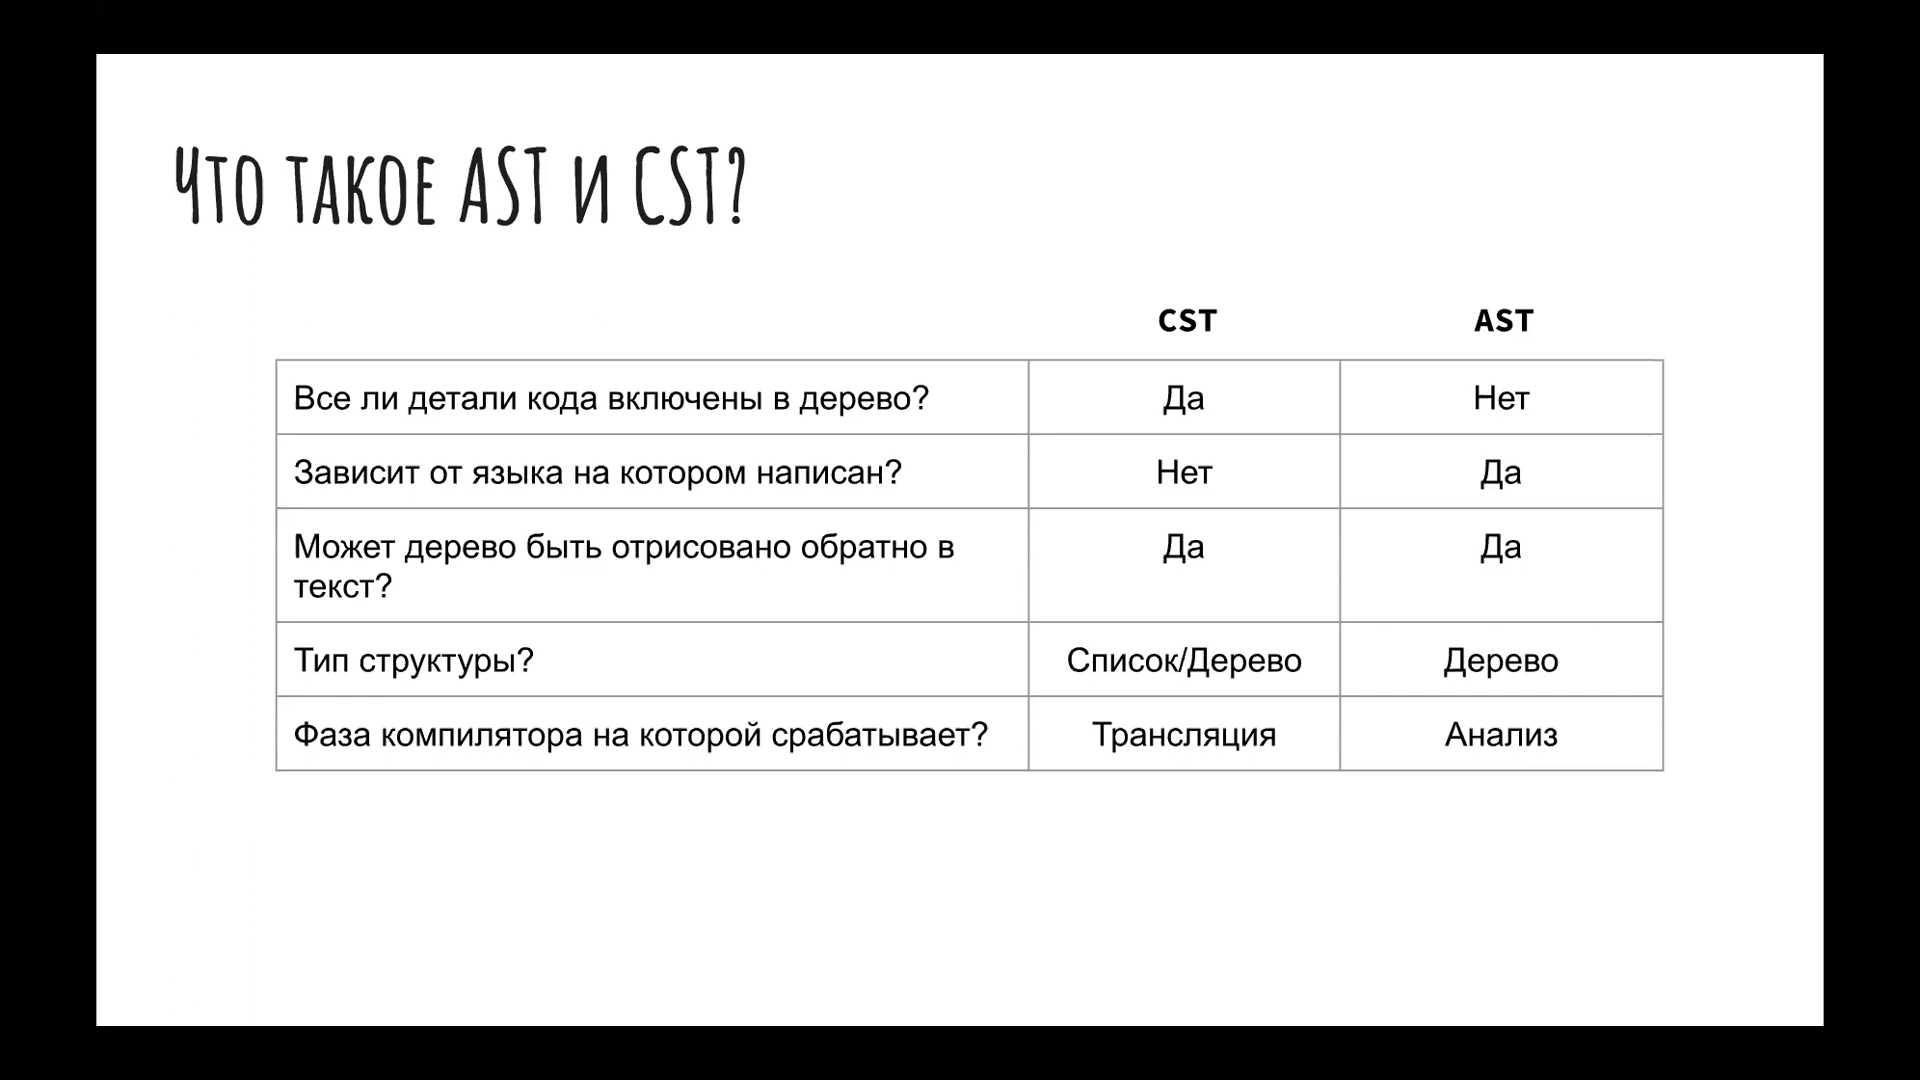 Что такое AST и CST?
CST AST
Все ли детали кода включены в дерево? Да Нет
Зависит от языка на котором написан? Нет Да
Может дерево быть отрисовано обратно в Да Да
текст?
Тип структуры? Список/Дерево Дерево
Фаза компилятора на которой срабатывает? Трансляция Анализ